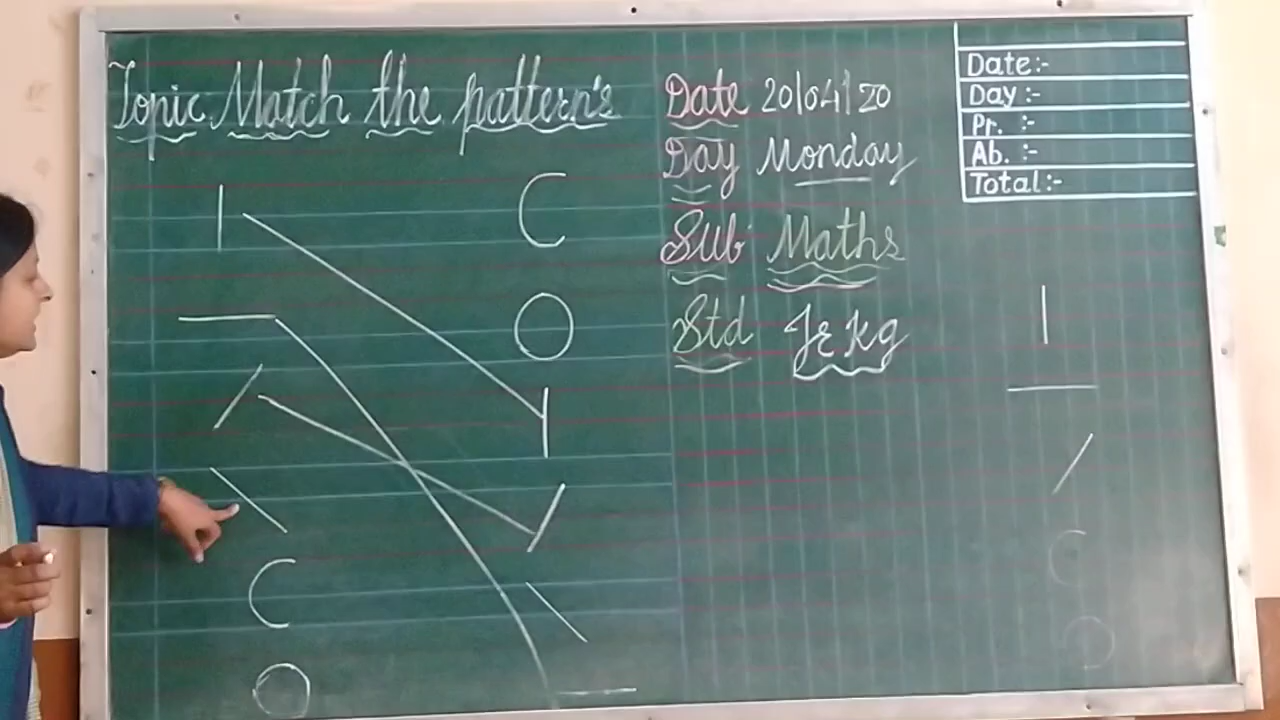 Topic Match the pattern's
Date 20/04/20
Day Monday
Sub Maths
Std Jr Kg
Date:-
Day :-
Pr. :-
Ab. :-
Total:-